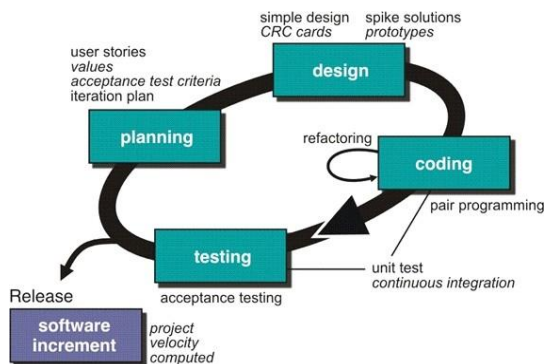 simple design
CRC cards
spike solutions
prototypes
user stories
values
acceptance test criteria
iteration plan
design
planning
refactoring
coding
pair programming
testing
unit test
continuous integration
acceptance testing
Release
software
increment
project
velocity
computed